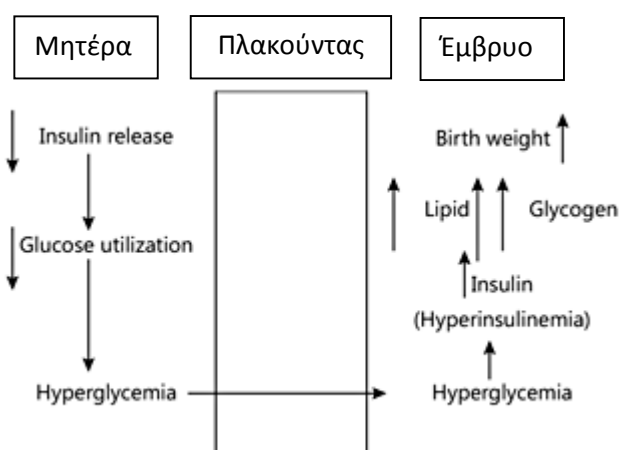 Μητέρα
Πλακούντας
Έμβρυο
Insulin release
Glucose utilization
Hyperglycemia
Birth weight
Lipid
Glycogen
Insulin
(Hyperinsulinemia)
Hyperglycemia